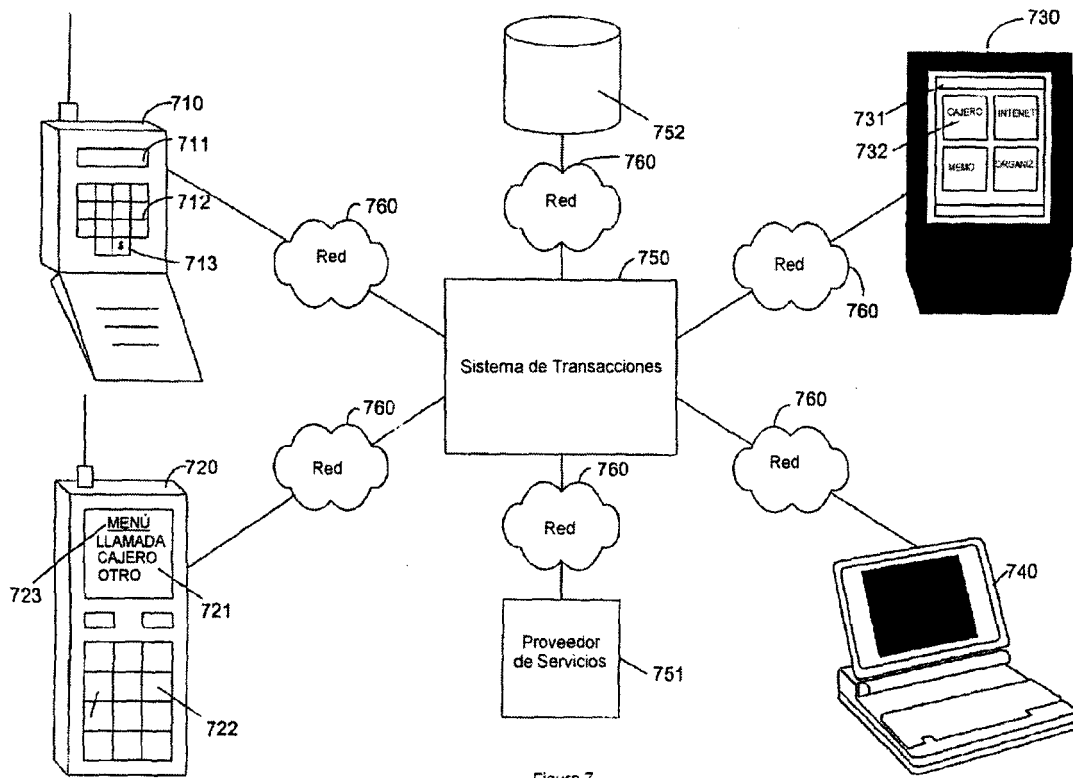 730
710
711
712
$
713
752
760
Red
731
732
CAJERO
INTENET
MEMO
ORGANIZ
760
Red
750
Red
760
Sistema de Transacciones
760
Red
720
MENÚ
LLAMADA
CAJERO
OTRO
723
721
722
760
Red
760
Red
740
Proveedor
de Servicios
751
Figura 7